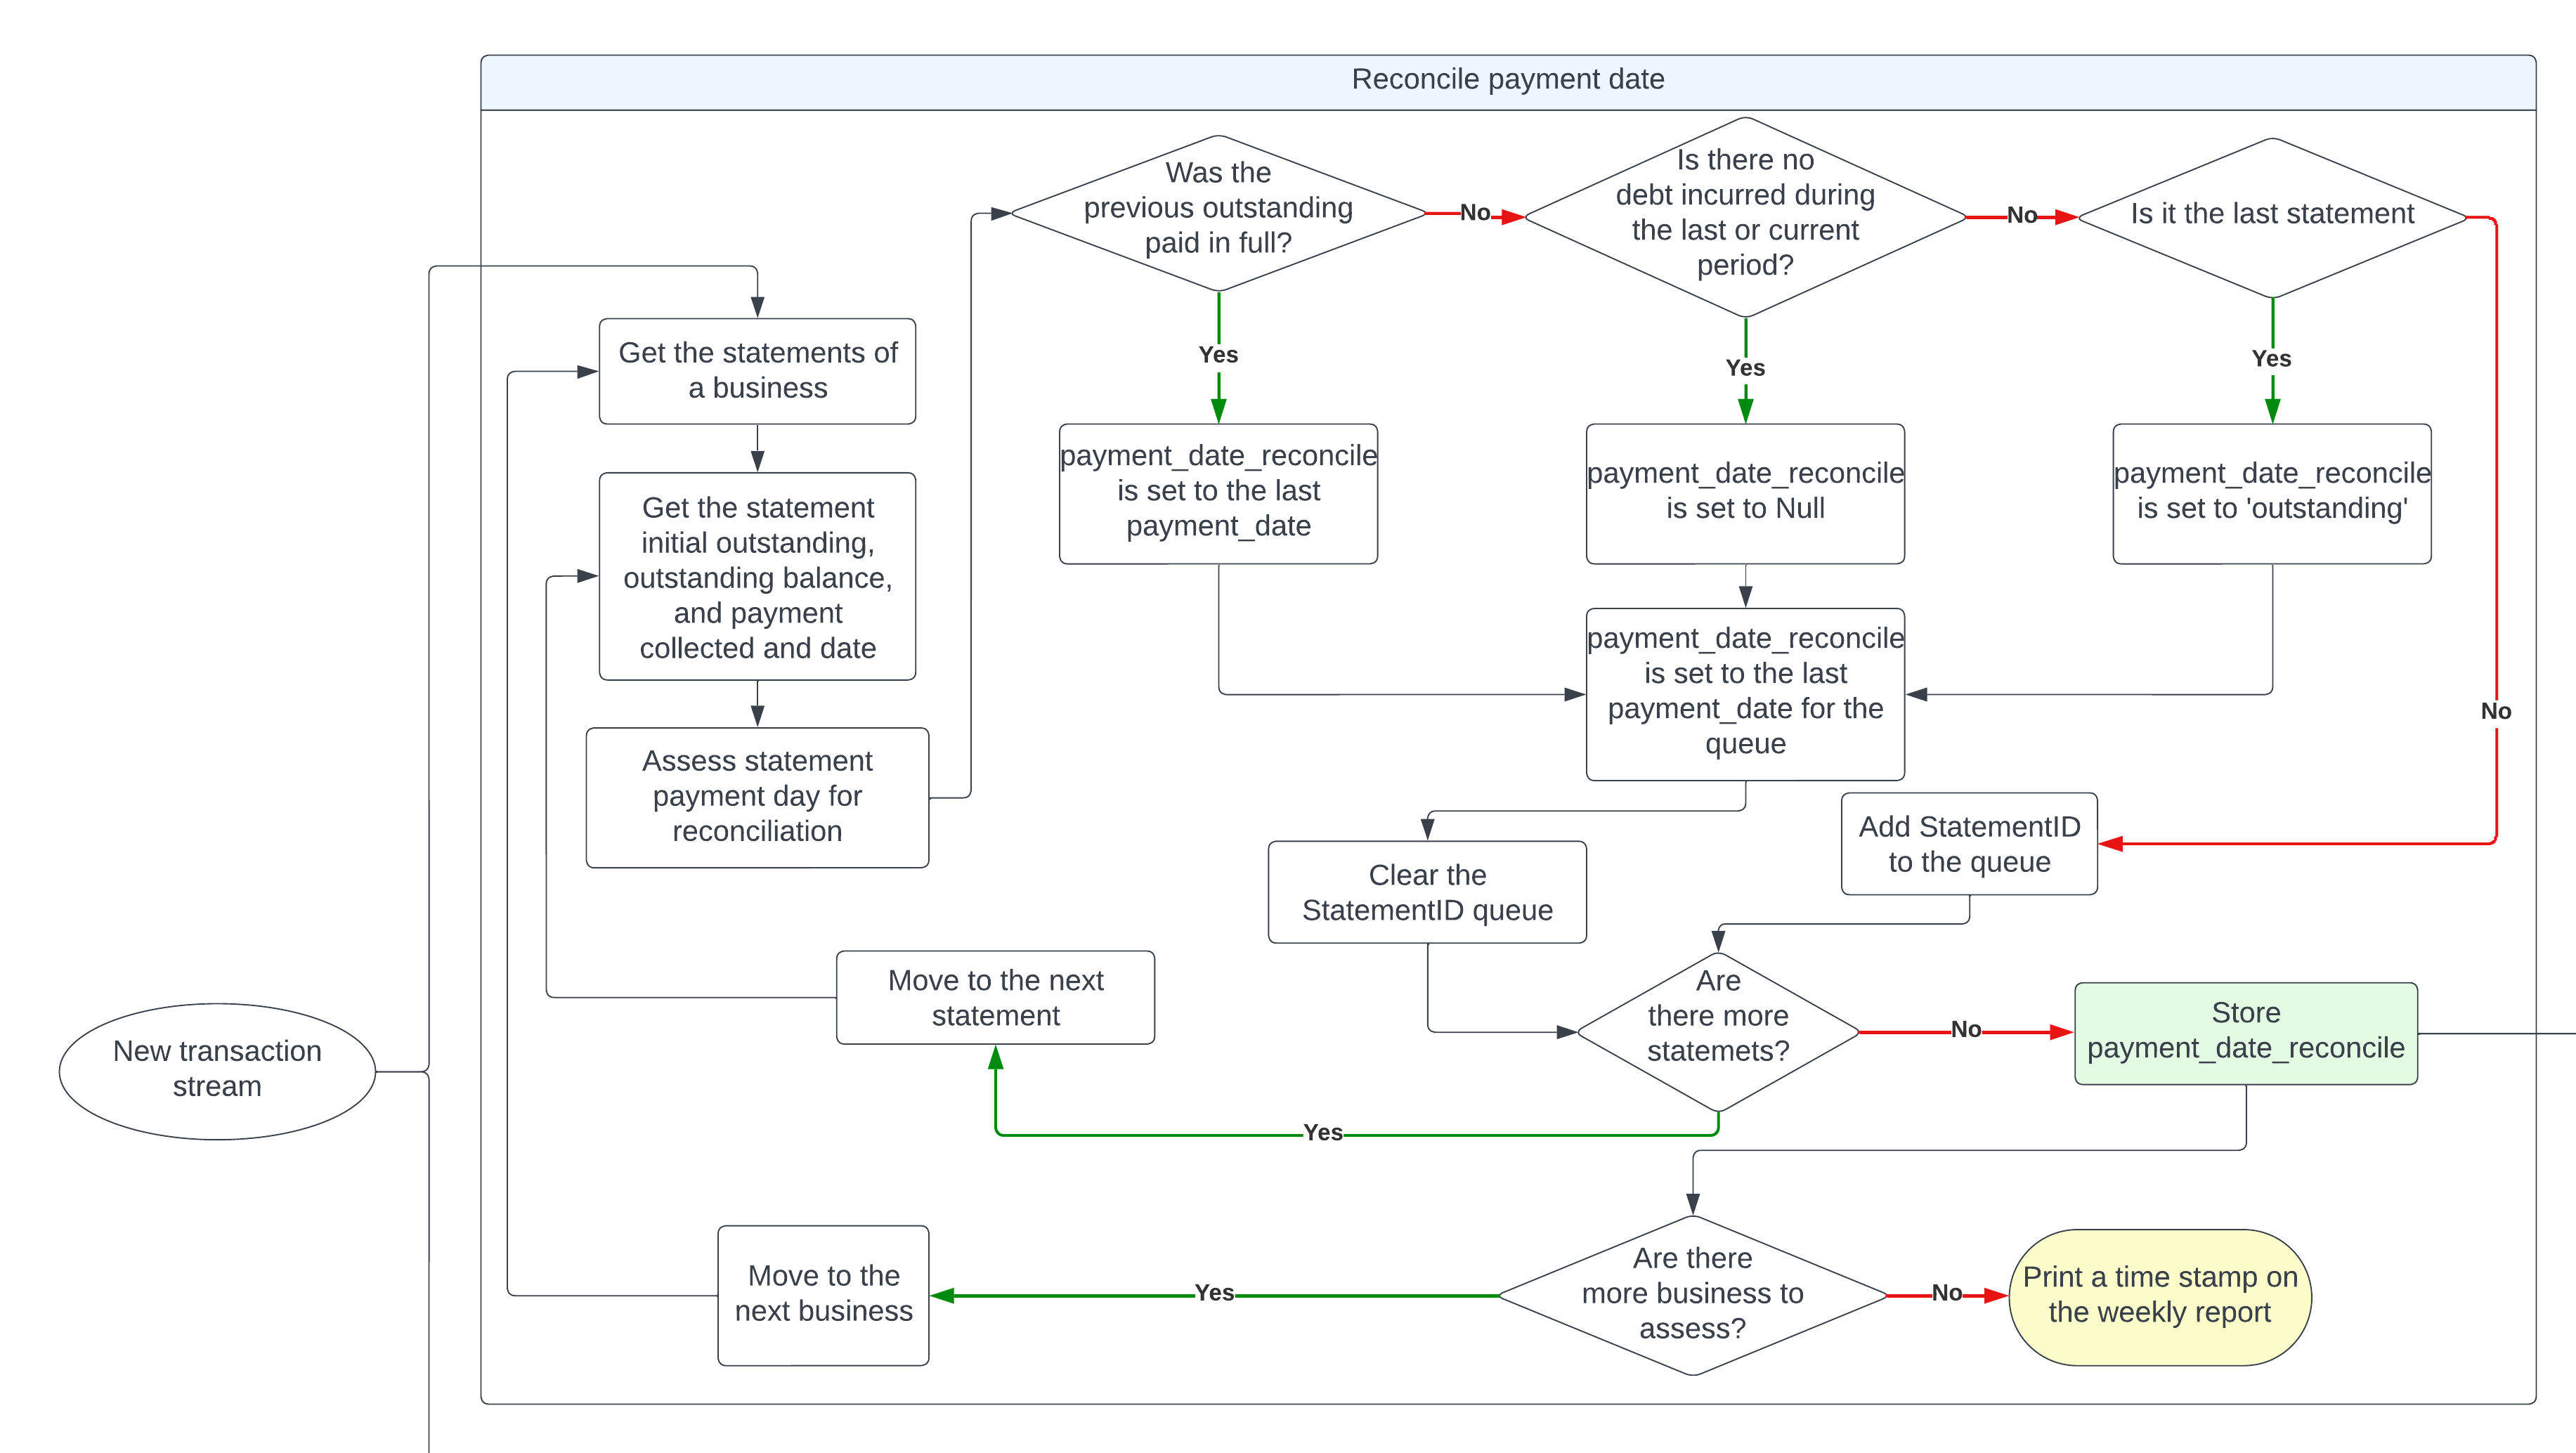 Reconcile payment date
Was the
previous outstanding
paid in full?
No
Is there no
debt incurred during
the last or current
period?
No
Is it the last statement
Yes
Yes
Yes
No
Get the statements of
a business
Get the statement
initial outstanding,
outstanding balance,
and payment
collected and date
Assess statement
payment day for
reconciliation
payment_date_reconcile
is set to the last
payment_date
payment_date_reconcile
is set to Null
payment_date_reconcile
is set to 'outstanding'
payment_date_reconcile
is set to the last
payment_date for the
queue
Clear the
StatementID queue
Add StatementID
to the queue
Move to the next
statement
Are
there more
statemets?
No
Store
payment_date_reconcile
Yes
New transaction
stream
Move to the
next business
Yes
Are there
more business to
assess?
No
Print a time stamp on
the weekly report